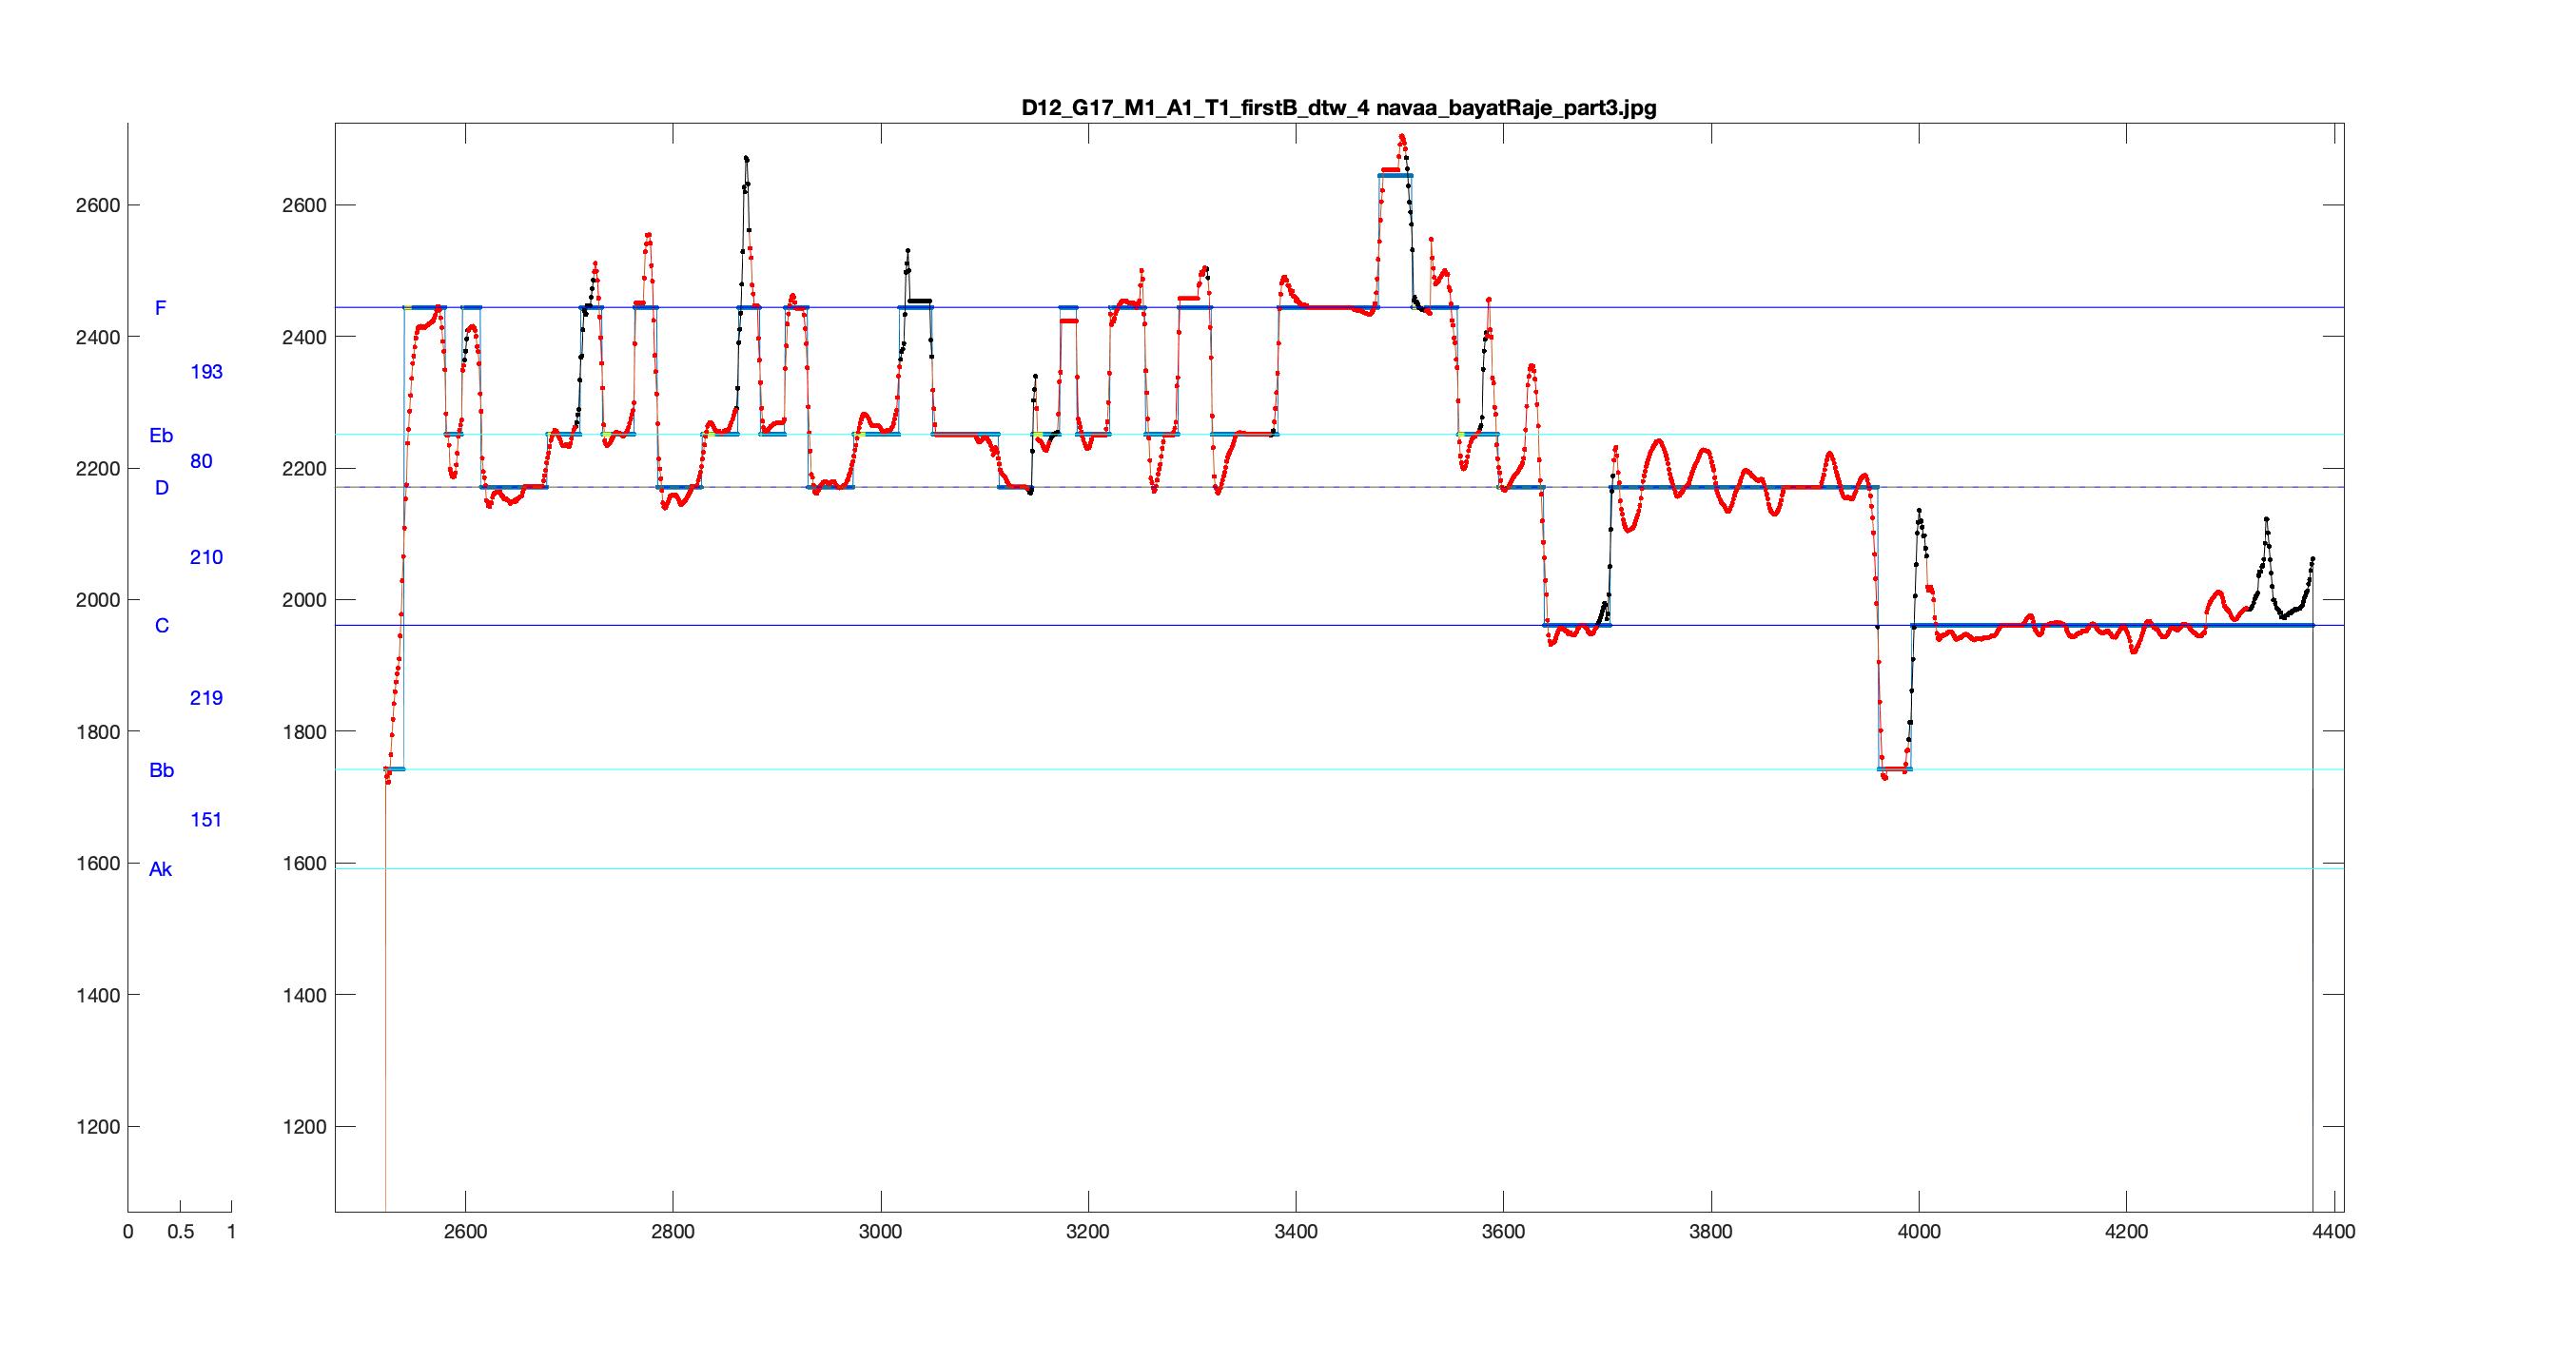 D12_G17_M1_A1_T1_firstB_dtw_4 navaa_bayatRaje_part3.jpg
2600 2600
F
2400 2400
193
Eb
80
2200 2200
D
210
2000 2000
C
219
1800 1800
Bb
151
1600 Ak 1600
1400 1400
1200 1200
0 0.5 1 2600 2800 3000 3200 3400 3600 3800 4000 4200 4400